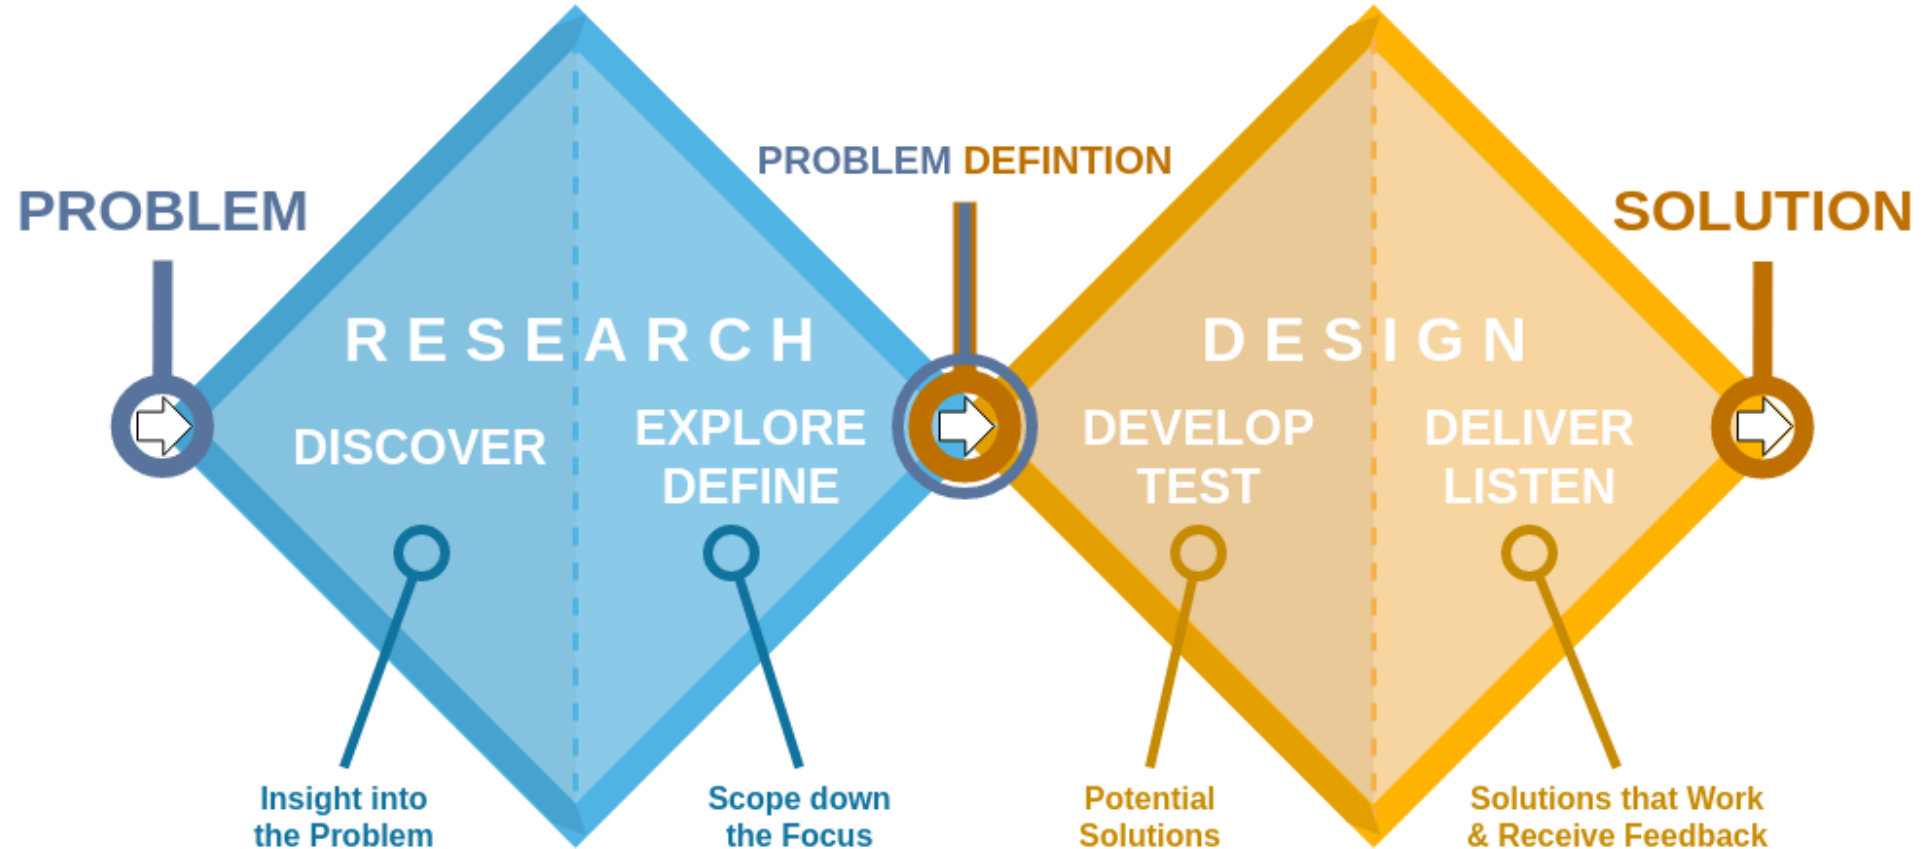 PROBLEM
PROBLEM DEFINTION
SOLUTION
RESEARCH
DISCOVER
EXPLORE
DEFINE
DESIGN
DEVELOP
TEST
DELIVER
LISTEN
Insight into
the Problem
Scope down
the Focus
Potential
Solutions
Solutions that Work
& Receive Feedback